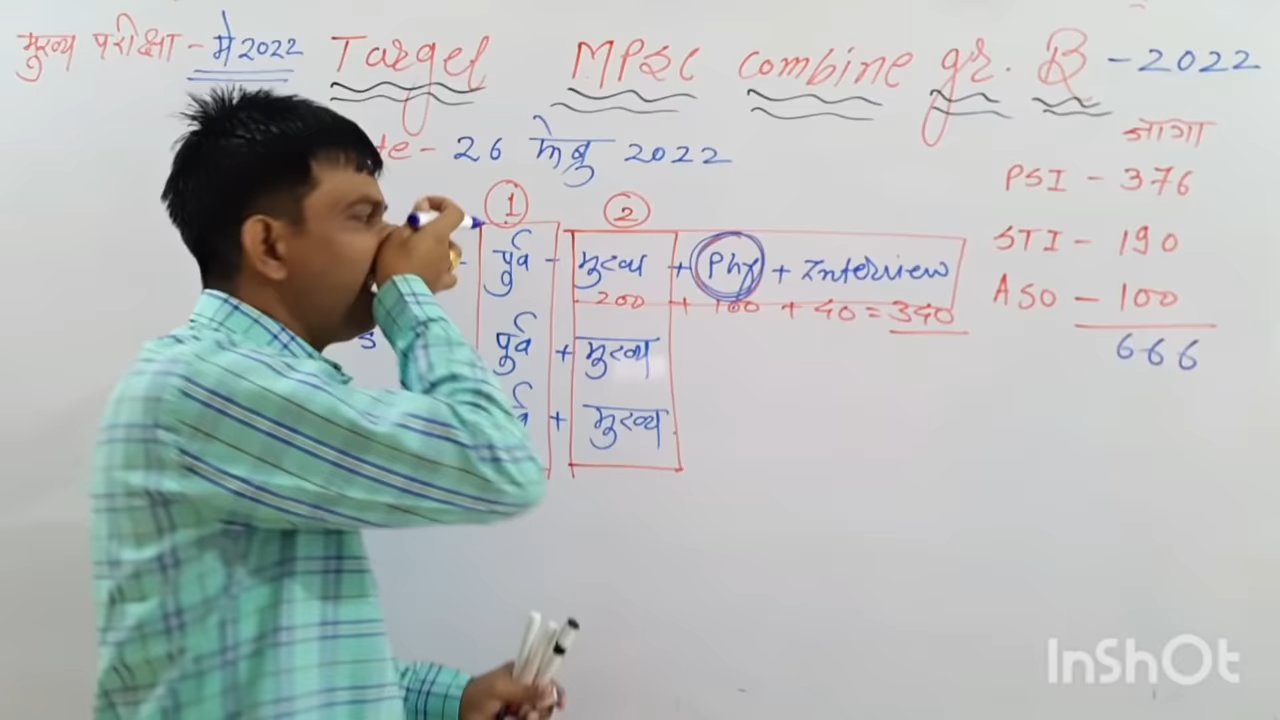 मुख्य परीक्षा - मे 2022 Target MPSC combine gr. B - 2022
te - 26 फेब्रु 2022
जागा
PSI - 376
STI - 190
ASO - 100
666
1 2
- पुर्व - मुख्य + Phy + Interview
200 + 100 + 40 = 340
पुर्व + मुख्य
+ मुख्य
InShOt